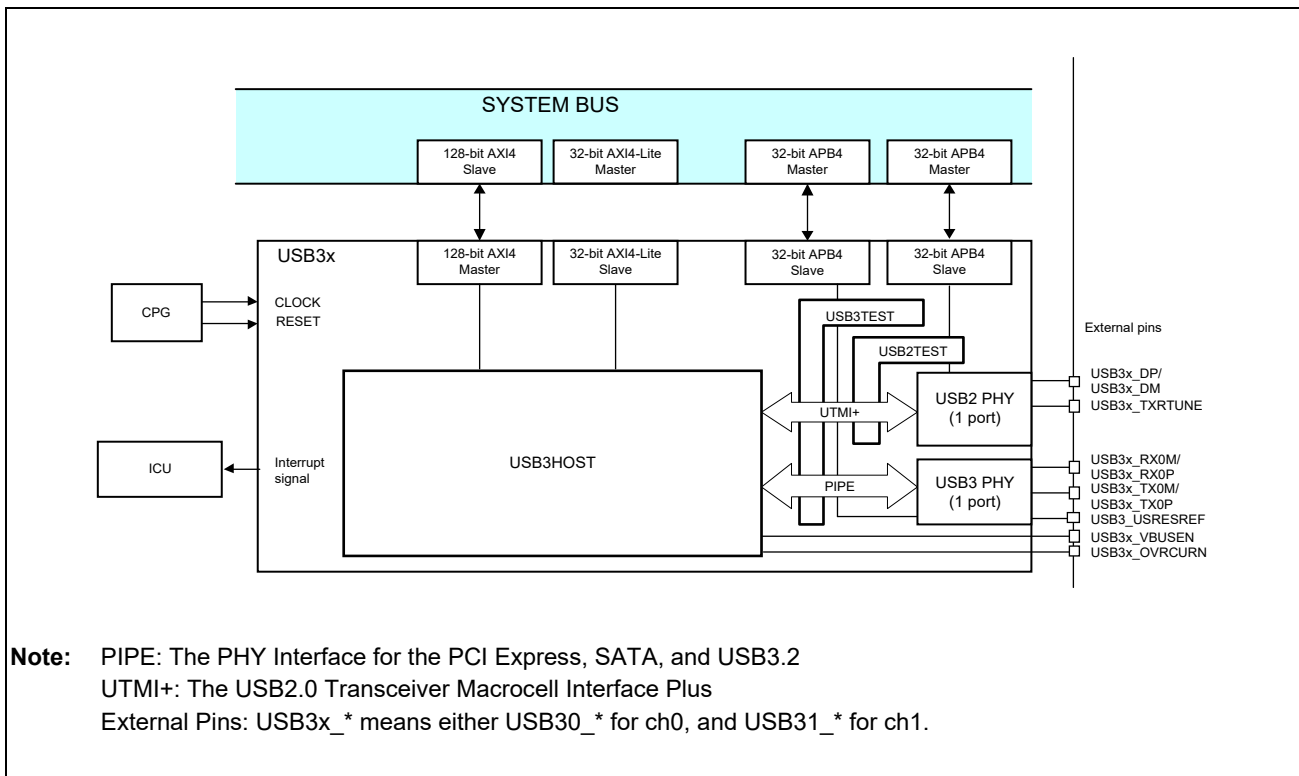 SYSTEM BUS
128-bit AXI4
Slave
32-bit AXI4-Lite
Master
32-bit APB4
Master
32-bit APB4
Master
USB3x
128-bit AXI4
Master
32-bit AXI4-Lite
Slave
32-bit APB4
Slave
32-bit APB4
Slave
CPG
CLOCK
RESET
USB3TEST
USB2TEST
External pins
USB3x_DP/
USB3x_DM
USB3x_TXRTUNE
USB2 PHY
(1 port)
UTMI+
ICU
Interrupt
signal
USB3HOST
PIPE
USB3 PHY
(1 port)
USB3x_RX0M/
USB3x_RX0P
USB3x_TX0M/
USB3x_TX0P
USB3_USRESREF
USB3x_VBUSEN
USB3x_OVRCURN
Note: PIPE: The PHY Interface for the PCI Express, SATA, and USB3.2
UTMI+: The USB2.0 Transceiver Macrocell Interface Plus
External Pins: USB3x_* means either USB30_* for ch0, and USB31_* for ch1.